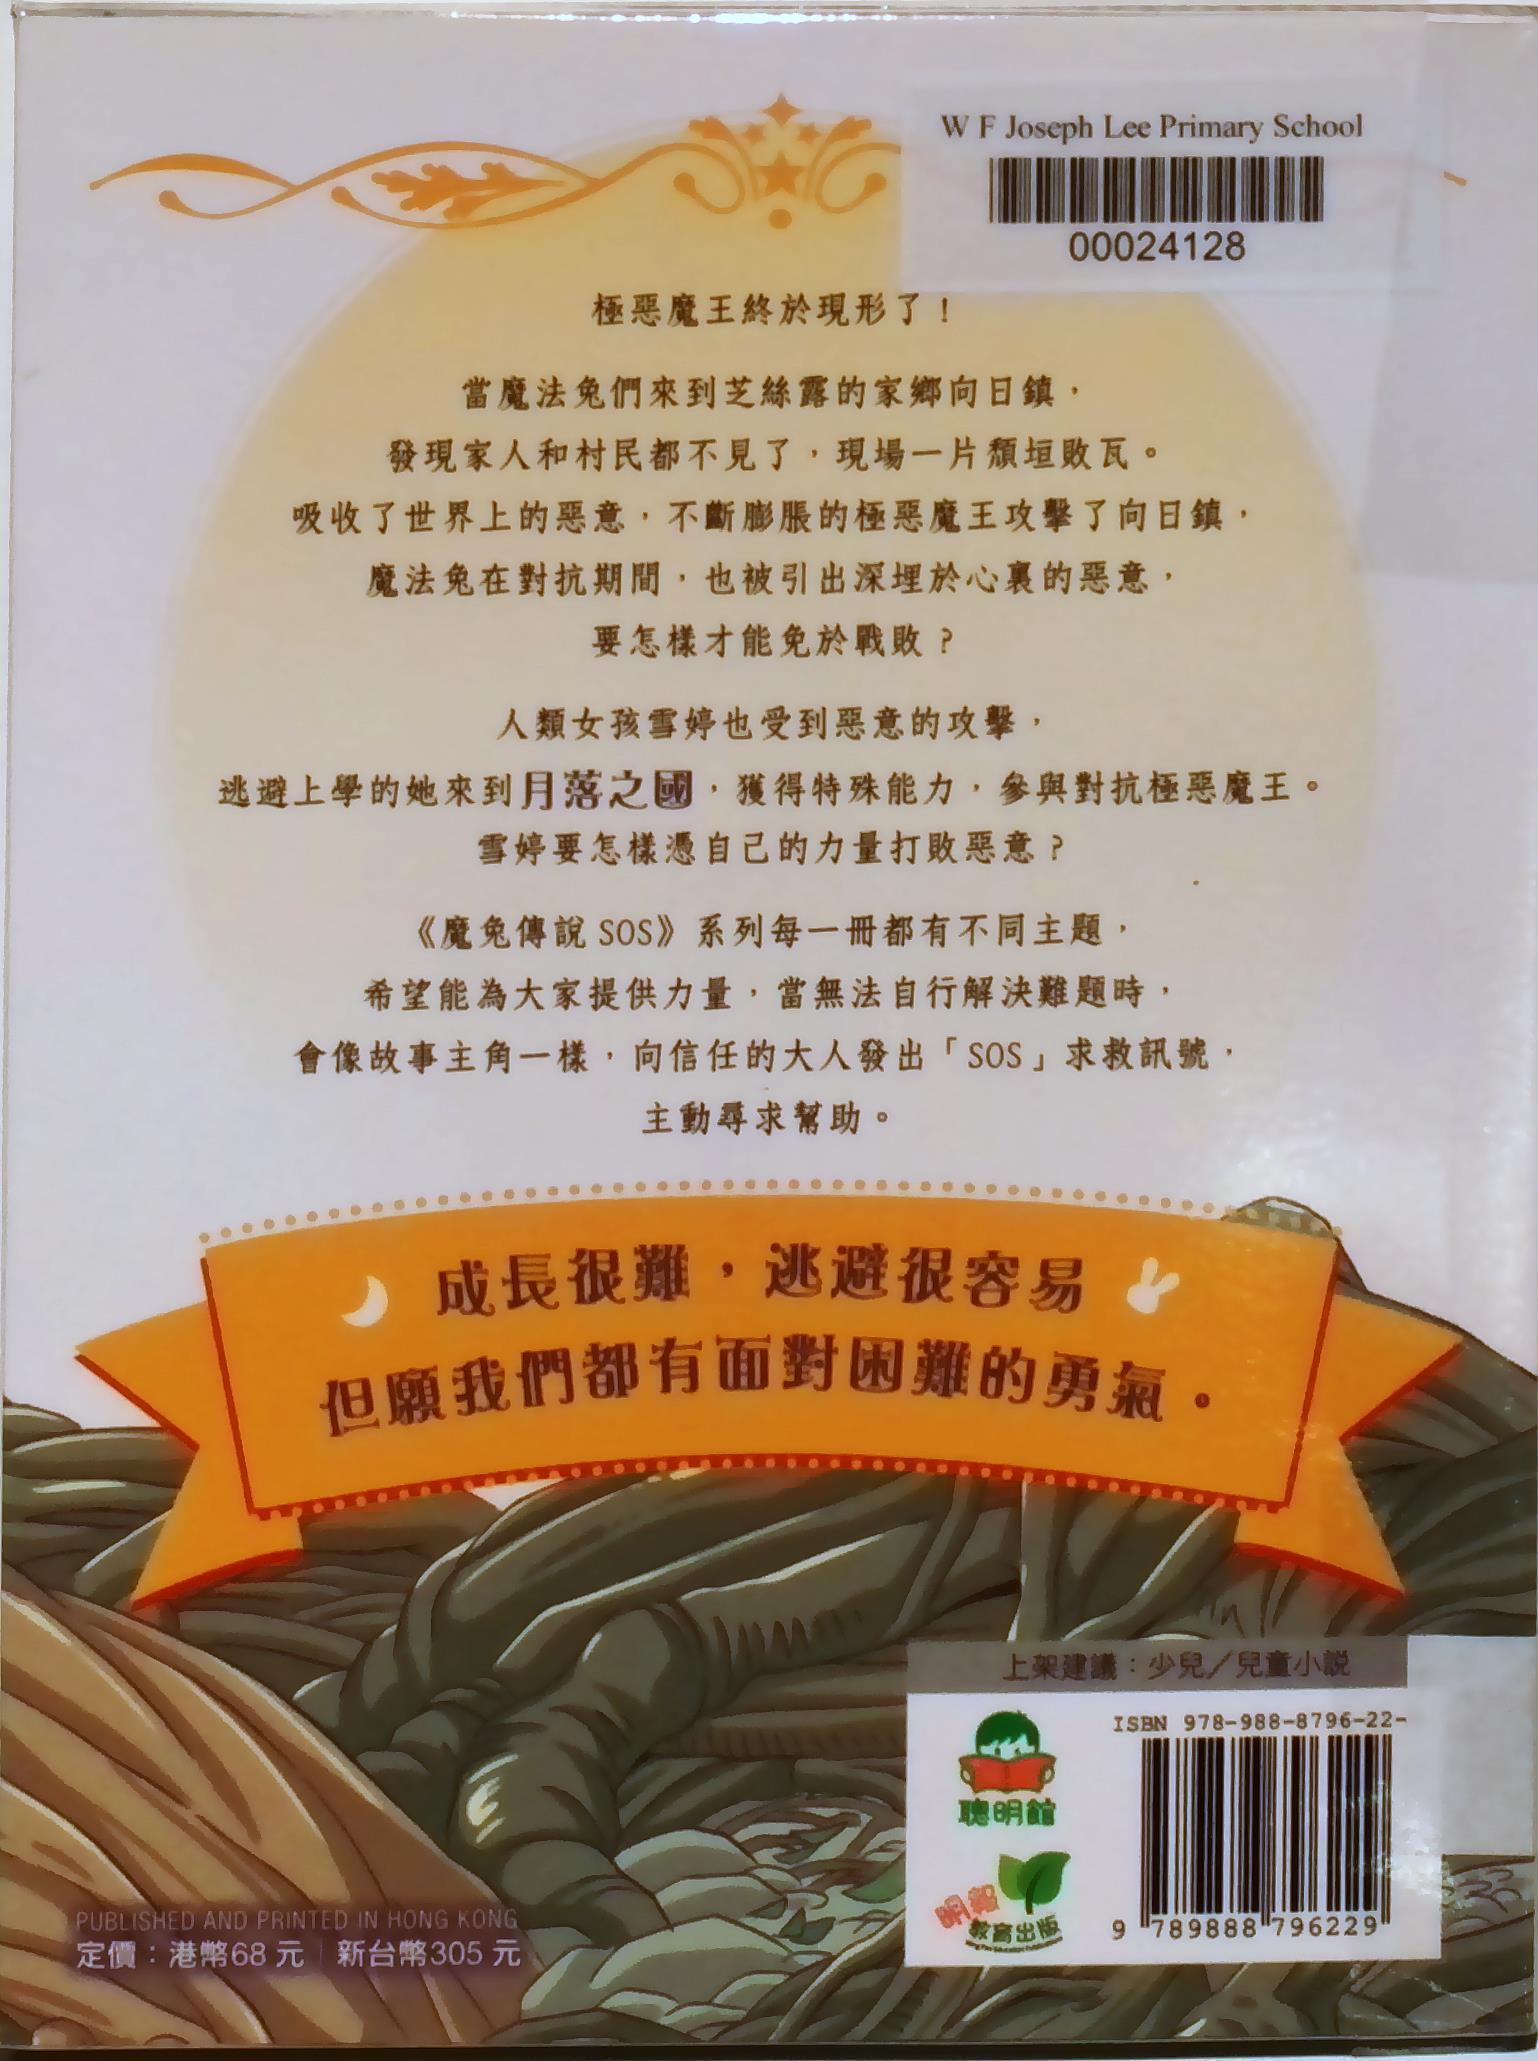 W F Joseph Lee Primary School
00024128
極惡魔王終於現形了！
當魔法兔們來到芝絲露的家鄉向日鎮，
發現家人和村民都不見了，現場一片頹垣敗瓦。
吸收了世界上的惡意，不斷膨脹的極惡魔王攻擊了向日鎮，
魔法兔在對抗期間，也被引出深埋於心裏的惡意，
要怎樣才能免於戰敗？
人類女孩雪婷也受到惡意的攻擊，
逃避上學的她來到月落之國，獲得特殊能力，參與對抗極惡魔王。
雪婷要怎樣憑自己的力量打敗惡意？
《魔兔傳說 SOS》系列每一冊都有不同主題，
希望能為大家提供力量，當無法自行解決難題時，
會像故事主角一樣，向信任的大人發出「SOS」求救訊號，
主動尋求幫助。
成長很難，逃避很容易
但願我們都有面對困難的勇氣。
上架建議：少兒／兒童小說
ISBN 978-988-8796-22-
聰明館
明報
教育出版
9 789888 796229
PUBLISHED AND PRINTED IN HONG KONG
定價：港幣68 元｜新台幣305 元